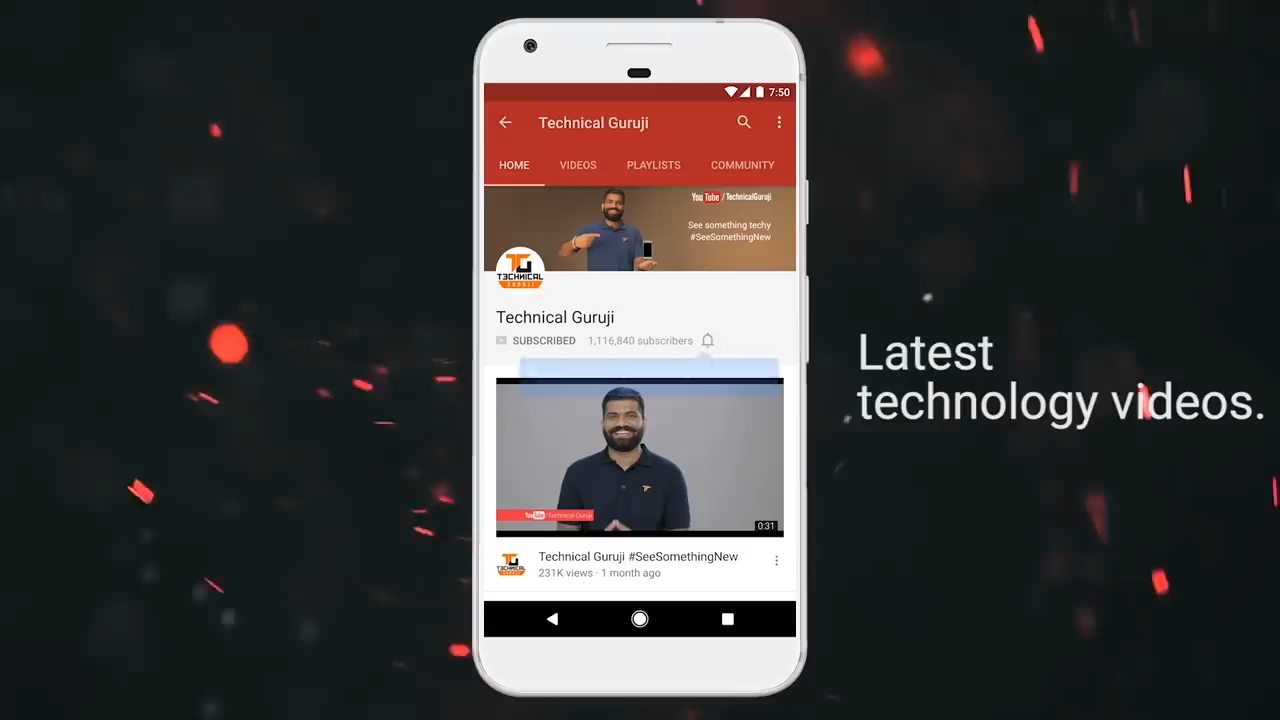 7:50
Technical Guruji
HOME VIDEOS PLAYLISTS COMMUNITY
YouTube / TechnicalGuruji
See something techy
#SeeSomethingNew
TECHNICAL
GURUJI
Technical Guruji
SUBSCRIBED 1,116,840 subscribers
Latest
technology videos.
YouTube/Technical Guruji
0:31
TECHNICAL
GURUJI
Technical Guruji #SeeSomethingNew
231K views · 1 month ago